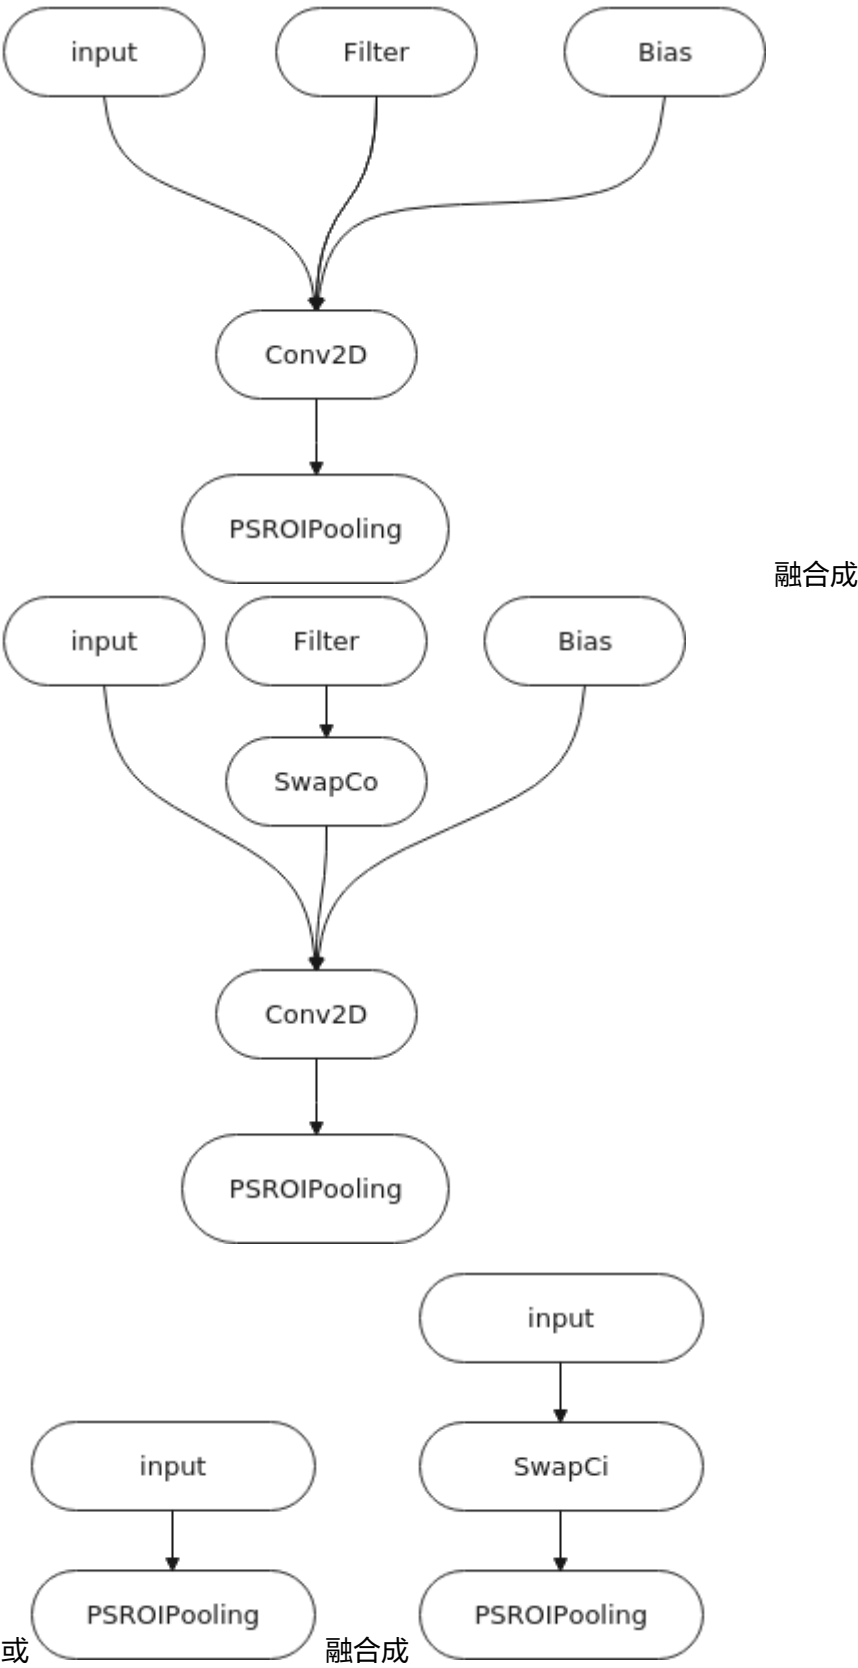 input Filter Bias
Conv2D
PSROIPooling
融合成
input Filter Bias
SwapCo
Conv2D
PSROIPooling
input
input SwapCi
PSROIPooling PSROIPooling
或 融合成